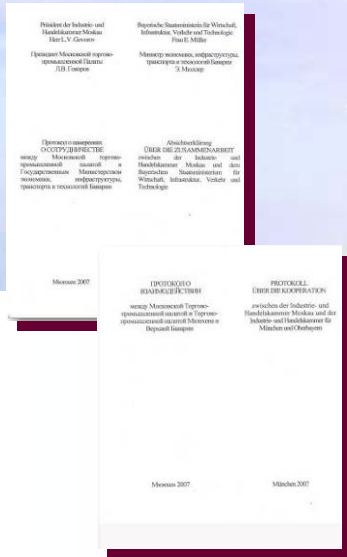 Präsident der Industrie- und
Handelskammer Moskau
Herr L.V. Govorov
Президент Московской торгово-
промышленной Палаты
Л.В. Говоров
Bayerische Staatsministerin für Wirtschaft,
Infrastruktur, Verkehr und Technologie
Frau E. Müller
Министр экономики, инфраструктуры,
транспорта и технологий Баварии
Э. Мюллер
Протокол о намерениях
О СОТРУДНИЧЕСТВЕ
между Московской торгово-
промышленной палатой и
Государственным Министерством
экономики, инфраструктуры,
транспорта и технологий Баварии
Absichtserklärung
ÜBER DIE ZUSAMMENARBEIT
zwischen der Industrie- und
Handelskammer Moskau und dem
Bayerischen Staatsministerium für
Wirtschaft, Infrastruktur, Verkehr und
Technologie
Мюнхен 2007
ПРОТОКОЛ О
ВЗАИМОДЕЙСТВИИ
между Московской Торгово-
промышленной палатой и Торгово-
промышленной палатой Мюнхена и
Верхней Баварии
PROTOKOLL
ÜBER DIE KOOPERATION
zwischen der Industrie- und
Handelskammer Moskau und der
Industrie- und Handelskammer für
München und Oberbayern
Мюнхен 2007
München 2007